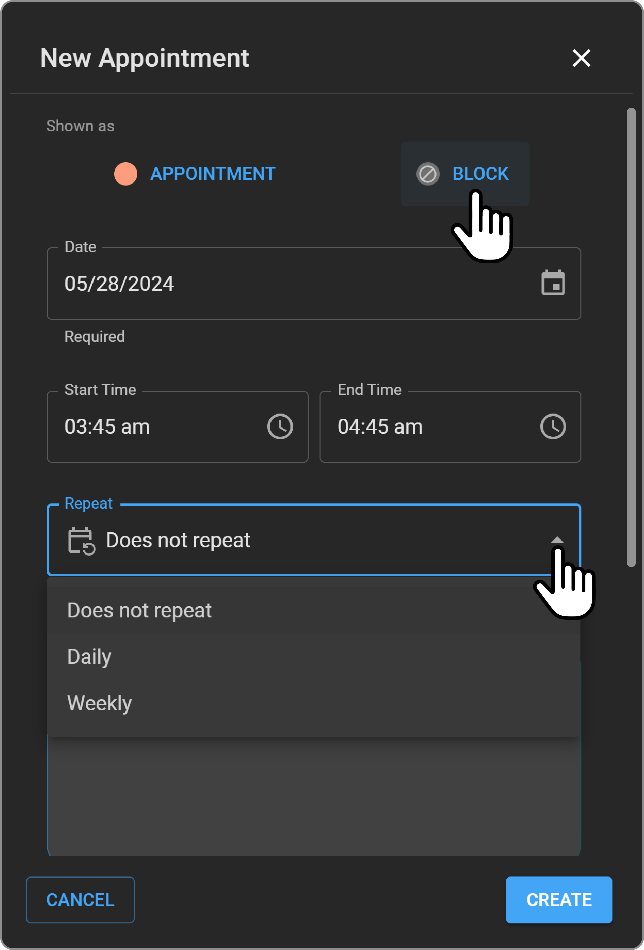 New Appointment
Shown as
APPOINTMENT BLOCK
Date
05/28/2024
Required
Start Time End Time
03:45 am 04:45 am
Repeat
Does not repeat
Does not repeat
Daily
Weekly
CANCEL CREATE